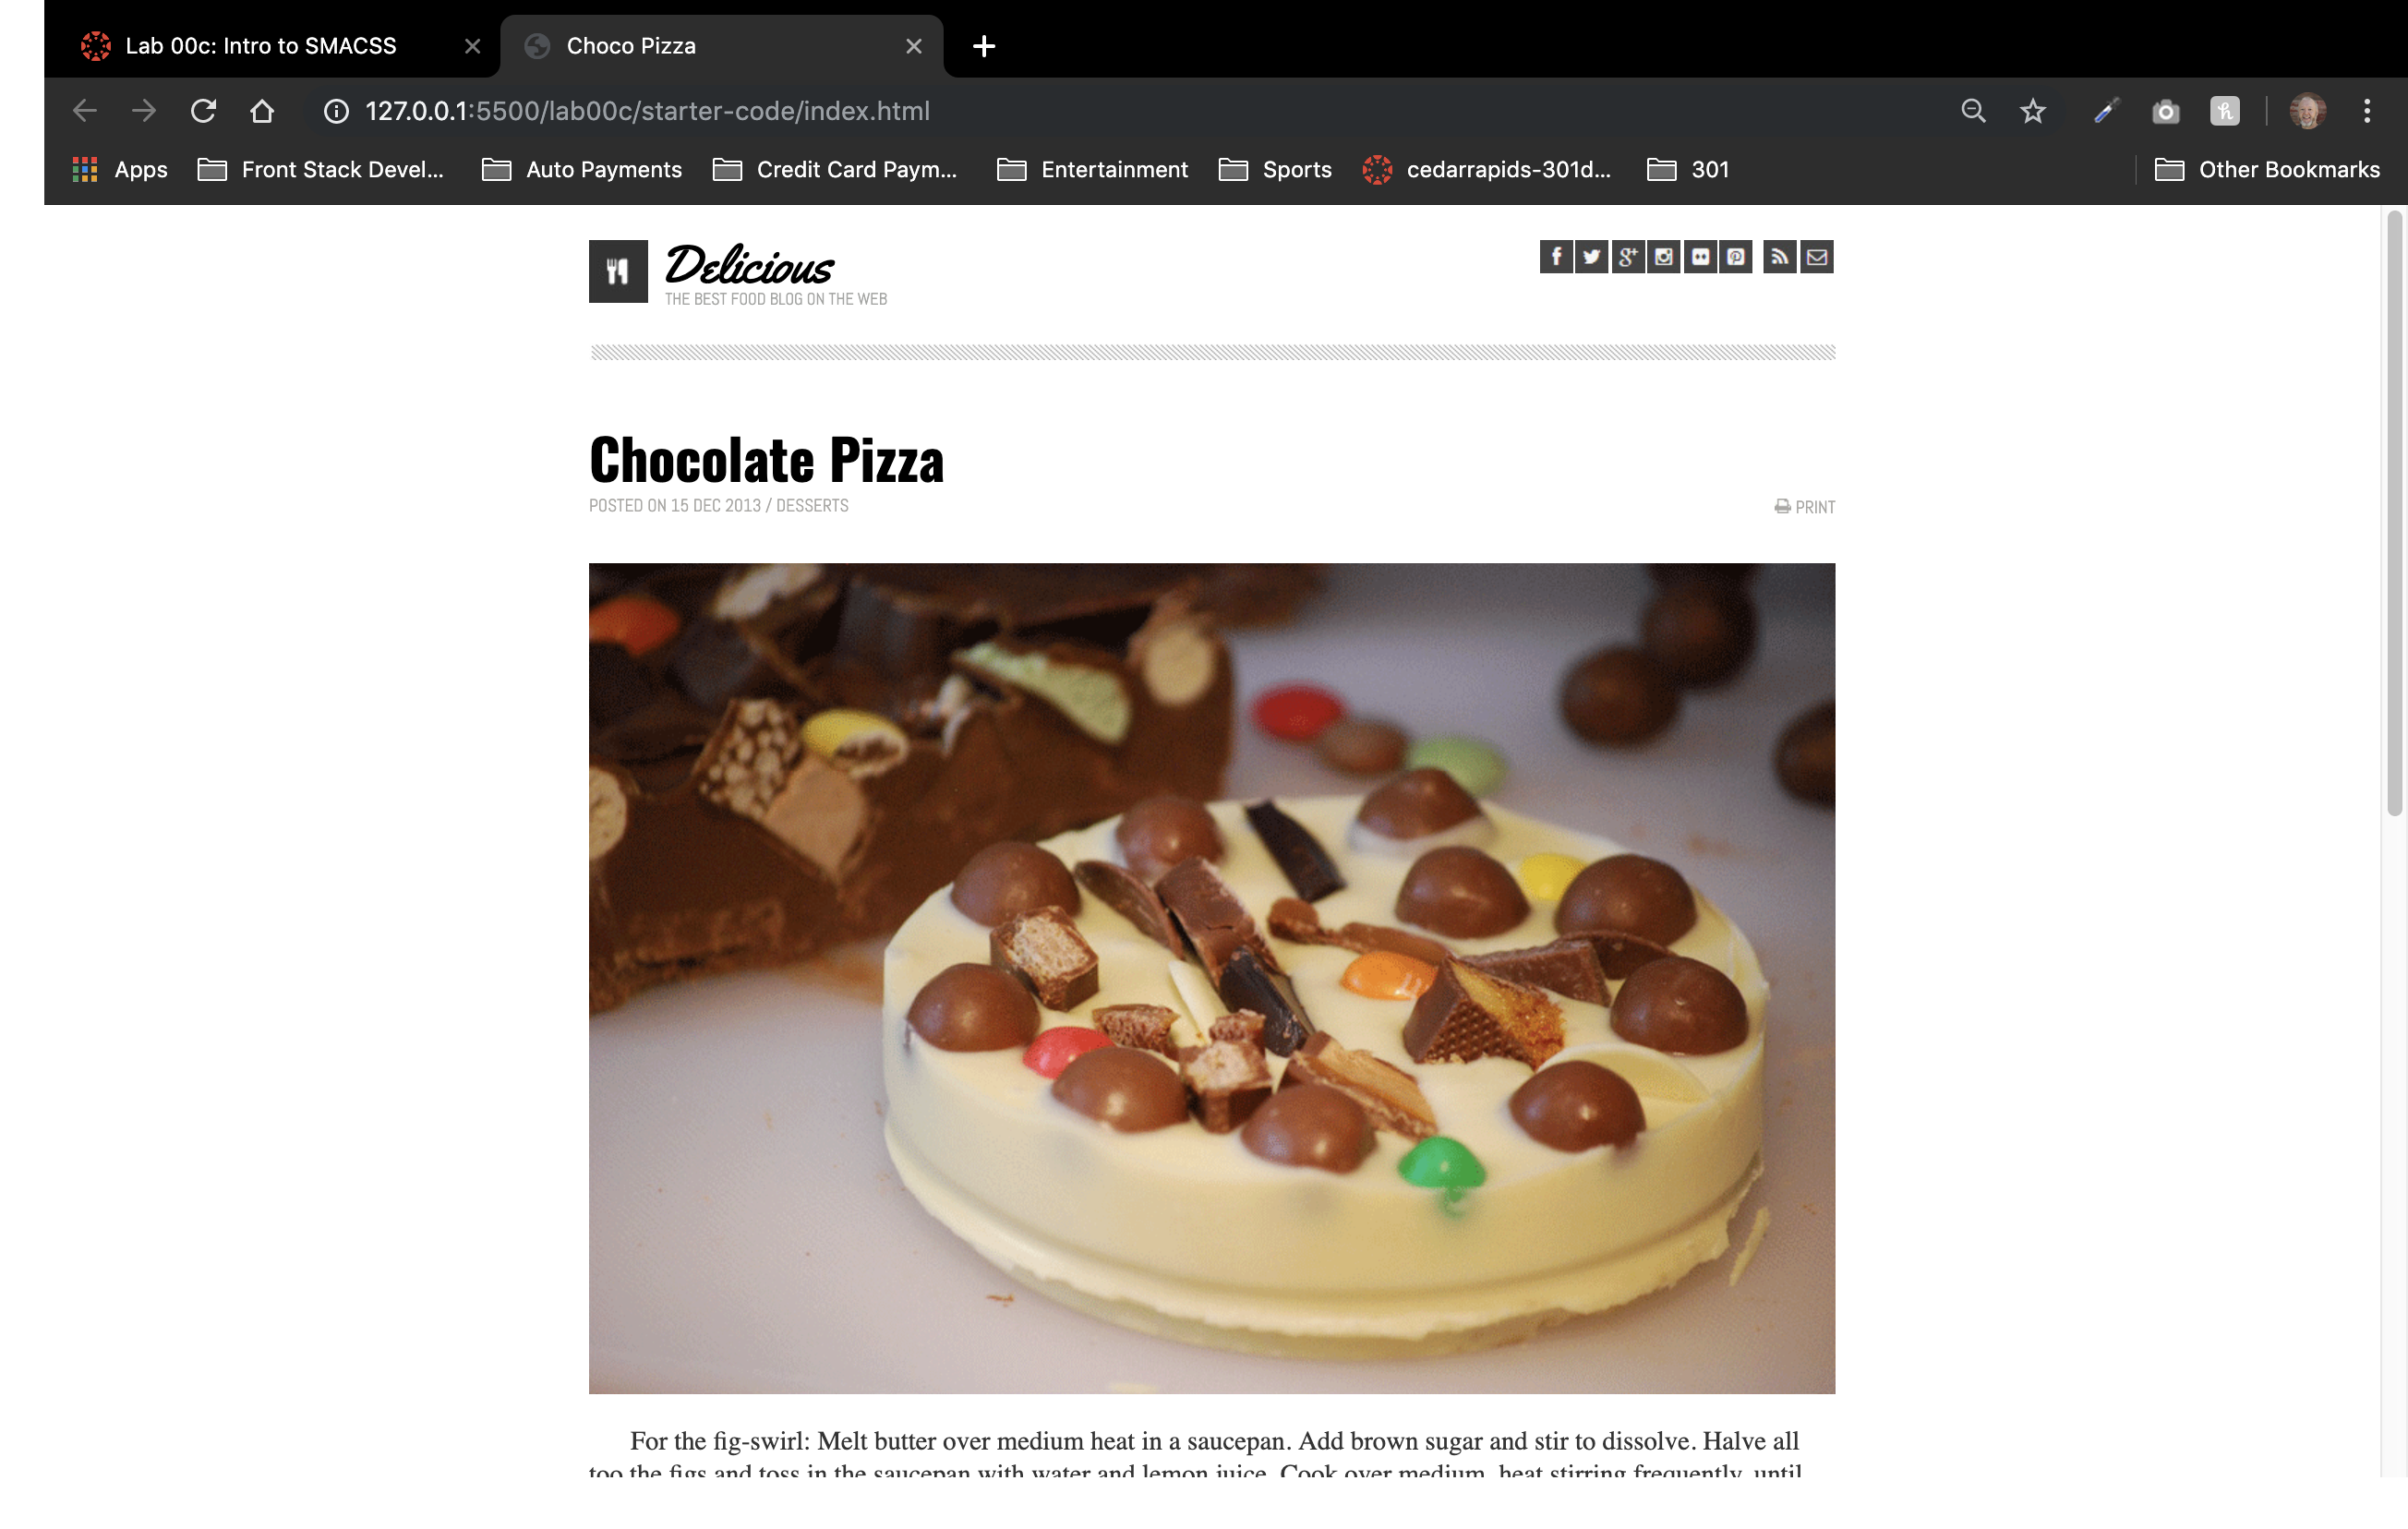 Lab 00c: Intro to SMACSS
Choco Pizza
127.0.0.1:5500/lab00c/starter-code/index.html
Apps
Front Stack Devel...
Auto Payments
Credit Card Paym...
Entertainment
Sports
cedarrapids-301d...
301
Other Bookmarks
Delicious
THE BEST FOOD BLOG ON THE WEB
Chocolate Pizza
POSTED ON 15 DEC 2013 / DESSERTS
PRINT
For the fig-swirl: Melt butter over medium heat in a saucepan. Add brown sugar and stir to dissolve. Halve all
too the figs and toss in the saucepan with water and lemon juice. Cook over medium, heat stirring frequently, until